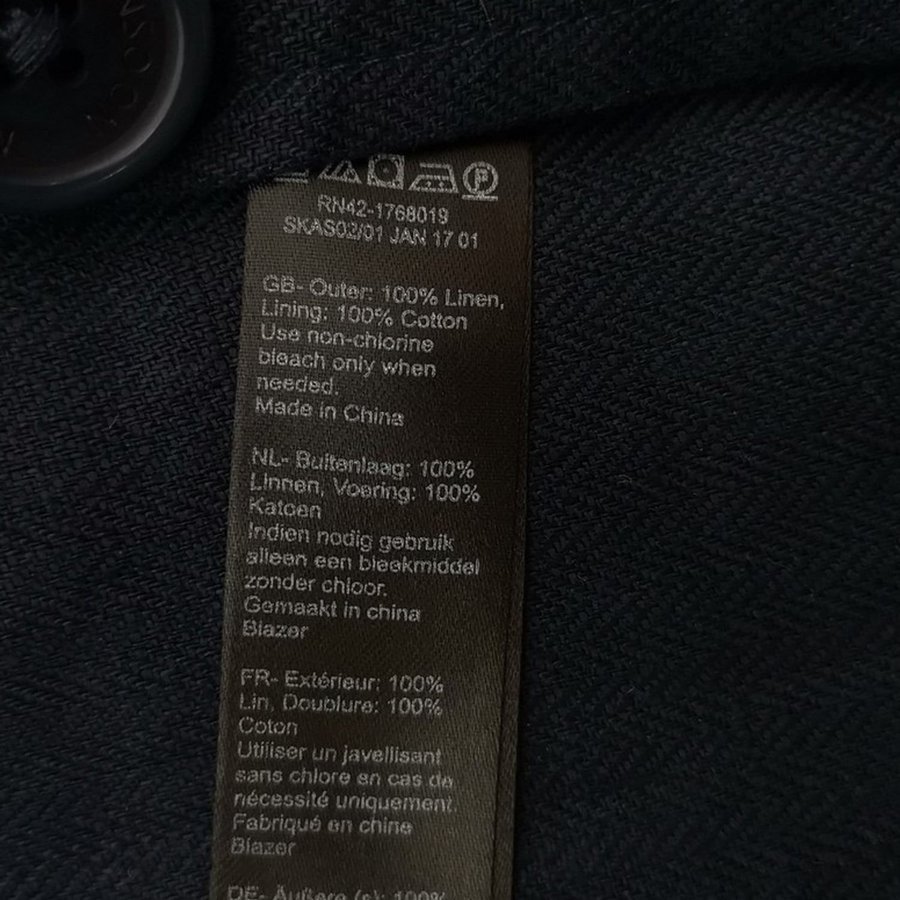 RN42-1768019
SKAS02/01 JAN 17 01
GB- Outer: 100% Linen,
Lining: 100% Cotton
Use non-chlorine
bleach only when
needed.
Made in China
NL- Buitenlaag: 100%
Linnen, Voering: 100%
Katoen
Indien nodig gebruik
alleen een bleekmiddel
zonder chloor.
Gemaakt in china
Blazer
FR- Extérieur: 100%
Lin, Doublure: 100%
Coton
Utiliser un javellisant
sans chlore en cas de
nécessité uniquement.
Fabriqué en chine
Blazer
DE- Äußere (s): 100%